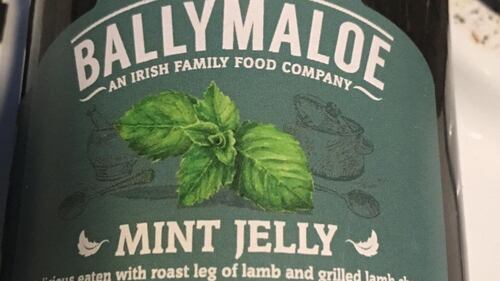 BALLYMALOE
AN IRISH FAMILY FOOD COMPANY
MINT JELLY
eaten with roast leg of lamb and grilled lamb